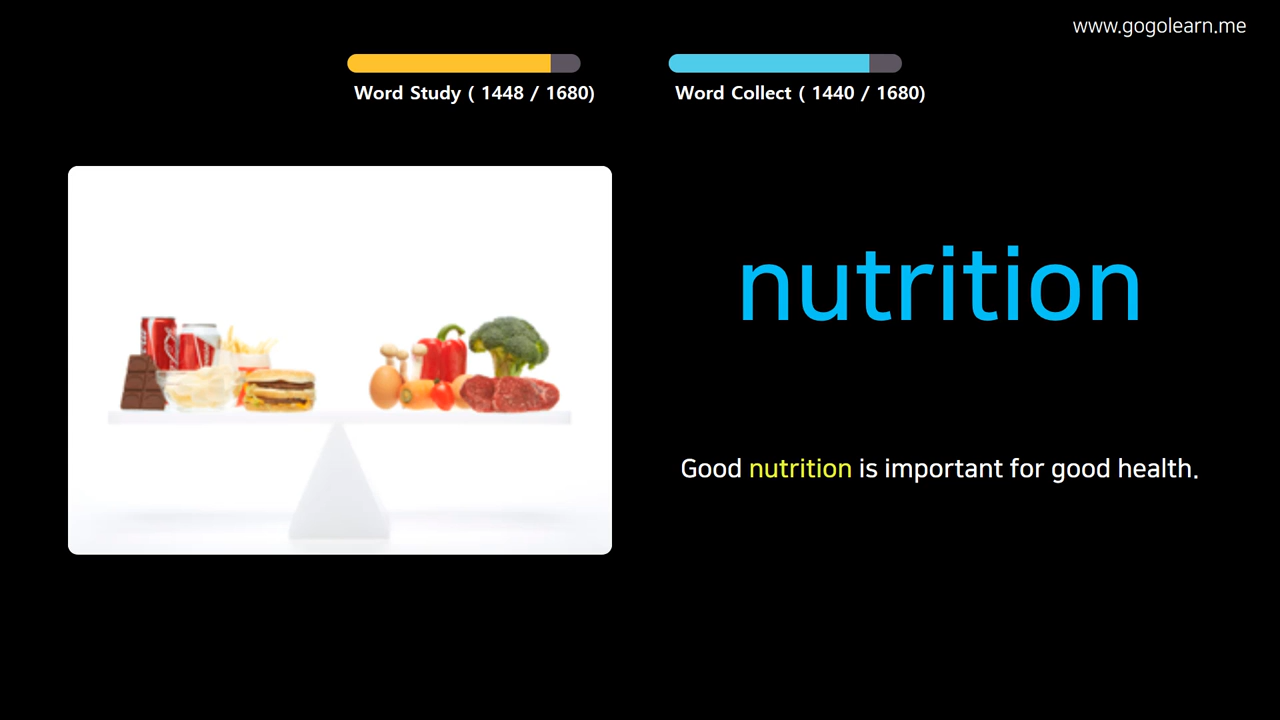 www.gogolearn.me
Word Study ( 1448 / 1680)
Word Collect ( 1440 / 1680)
nutrition
Good nutrition is important for good health.